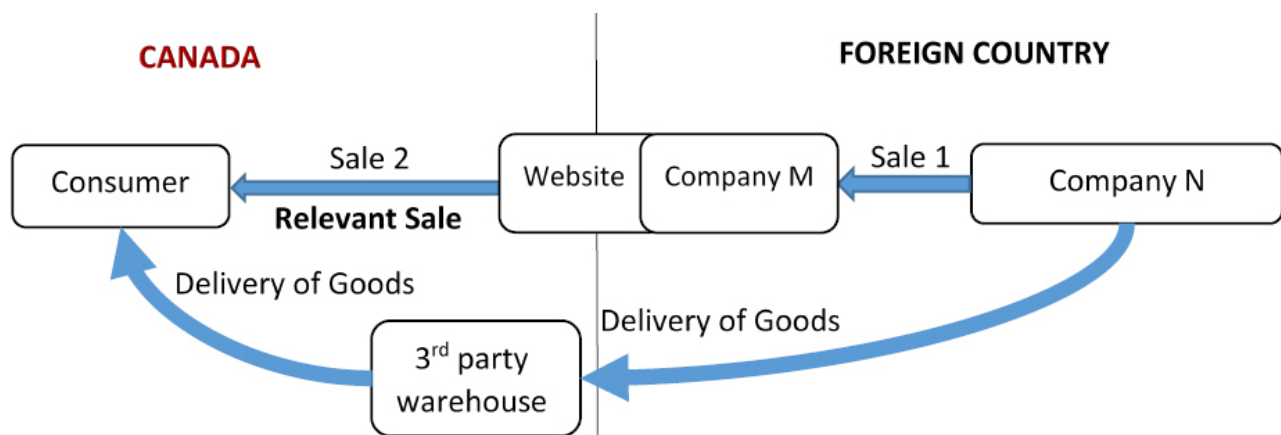 CANADA
FOREIGN COUNTRY
Consumer
Sale 2
Relevant Sale
Website
Company M
Sale 1
Company N
Delivery of Goods
Delivery of Goods
3rd party
warehouse